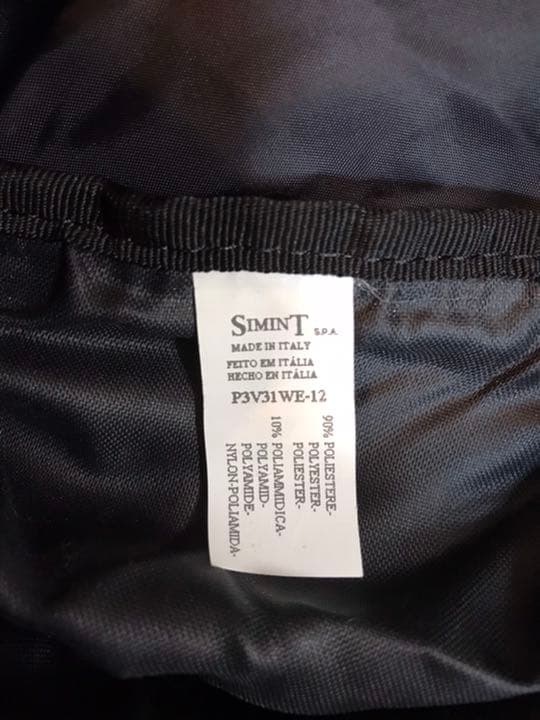 SIMINT S.P.A.
MADE IN ITALY
FEITO EM ITÁLIA
HECHO EN ITÁLIA
P3V31WE-12
90% POLIESTERE-
POLYESTER-
POLIESTER-
10% POLIAMMIDICA-
POLYAMID-
POLYAMIDE-
NYLON-POLIAMIDA-